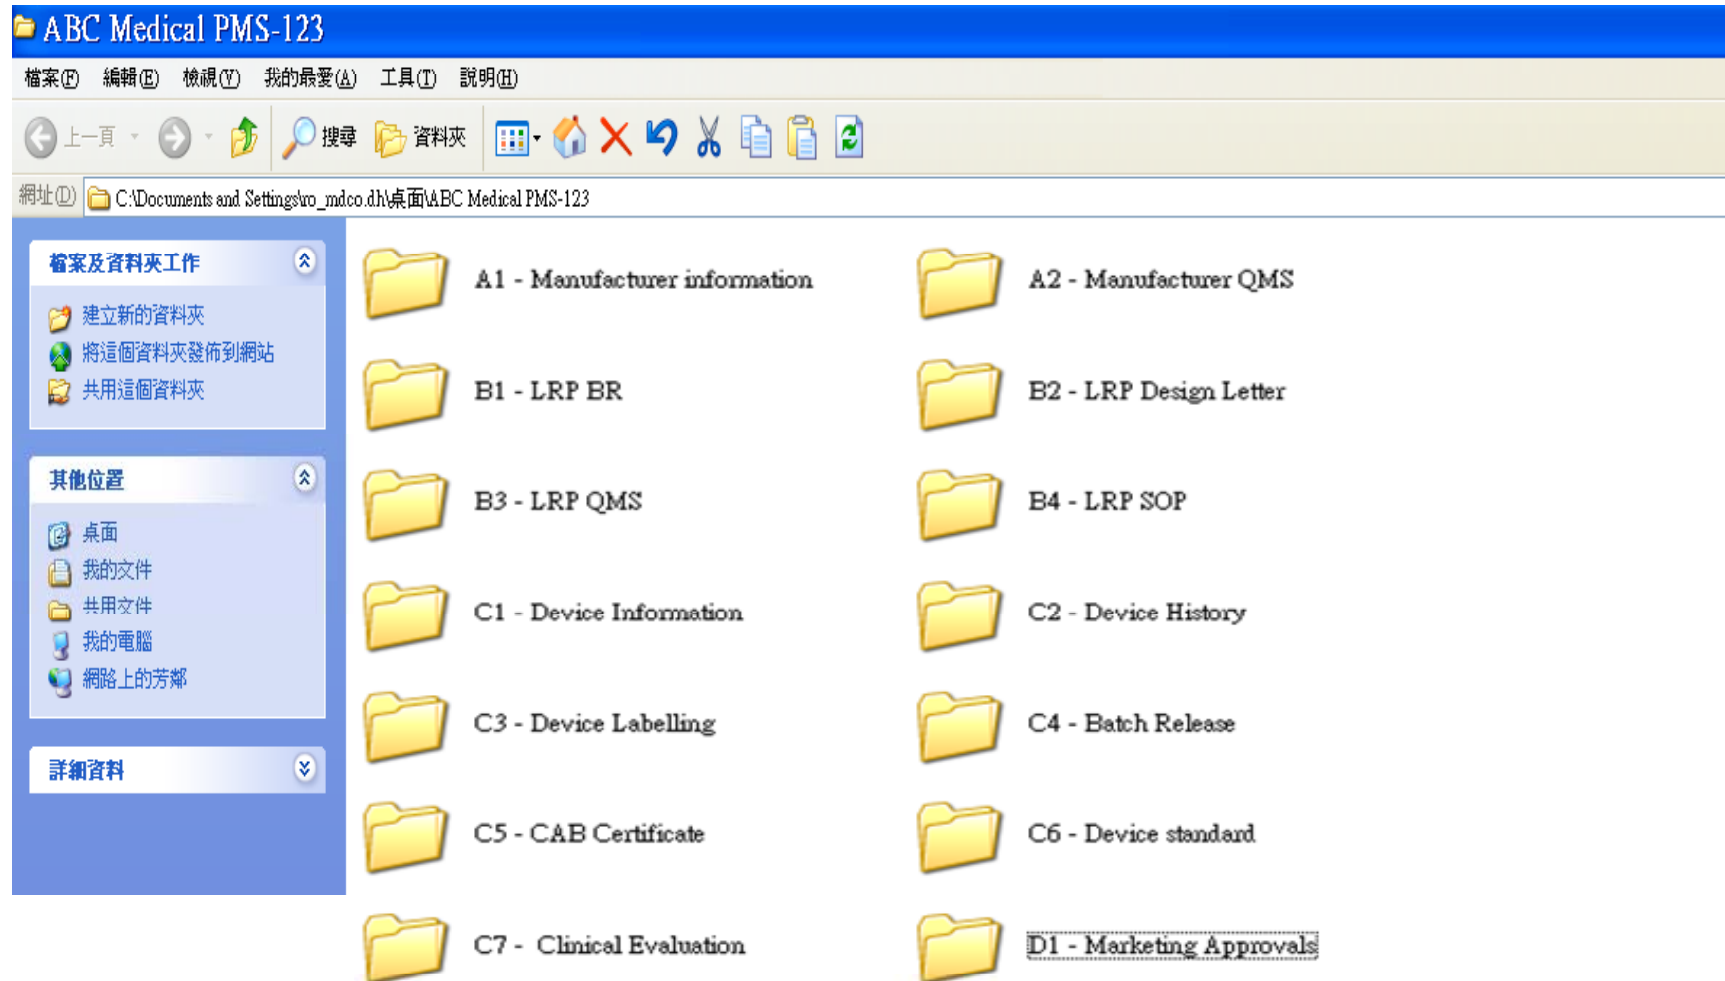 ABC Medical PMS-123
檔案(F) 編輯(E) 檢視(V) 我的最愛(A) 工具(T) 說明(H)
上一頁 搜尋 資料夾
網址(D) C:\Documents and Settings\ro_mdco.dh\桌面\ABC Medical PMS-123
檔案及資料夾工作
建立新的資料夾
將這個資料夾發佈到網站
共用這個資料夾
其他位置
桌面
我的文件
共用文件
我的電腦
網路上的芳鄰
詳細資料
A1 - Manufacturer information
A2 - Manufacturer QMS
B1 - LRP BR
B2 - LRP Design Letter
B3 - LRP QMS
B4 - LRP SOP
C1 - Device Information
C2 - Device History
C3 - Device Labelling
C4 - Batch Release
C5 - CAB Certificate
C6 - Device standard
C7 - Clinical Evaluation
D1 - Marketing Approvals